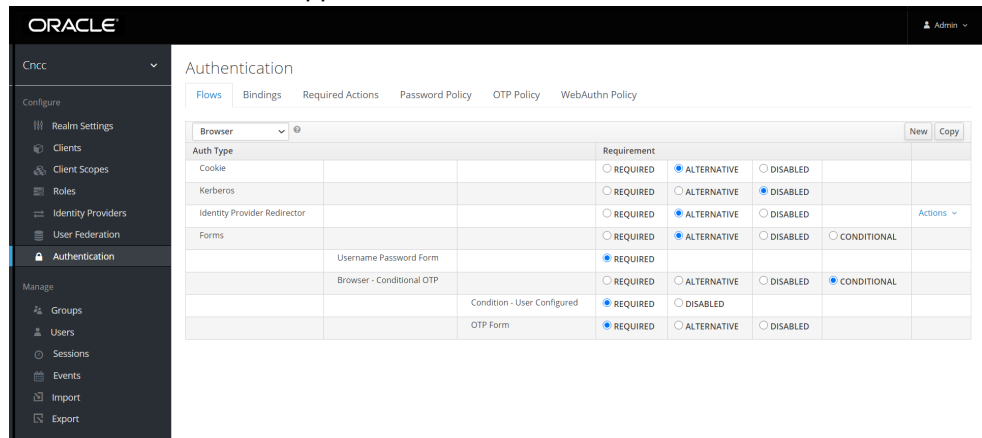 ORACLE
Admin
Cncc
Configure
Realm Settings
Clients
Client Scopes
Roles
Identity Providers
User Federation
Authentication
Manage
Groups
Users
Sessions
Events
Import
Export
Authentication
Flows Bindings Required Actions Password Policy OTP Policy WebAuthn Policy
Browser New Copy
Auth Type Requirement
Cookie REQUIRED ALTERNATIVE DISABLED
Kerberos REQUIRED ALTERNATIVE DISABLED
Identity Provider Redirector REQUIRED ALTERNATIVE DISABLED Actions
Forms REQUIRED ALTERNATIVE DISABLED CONDITIONAL
Username Password Form REQUIRED
Browser - Conditional OTP REQUIRED ALTERNATIVE DISABLED CONDITIONAL
Condition - User Configured REQUIRED DISABLED
OTP Form REQUIRED ALTERNATIVE DISABLED